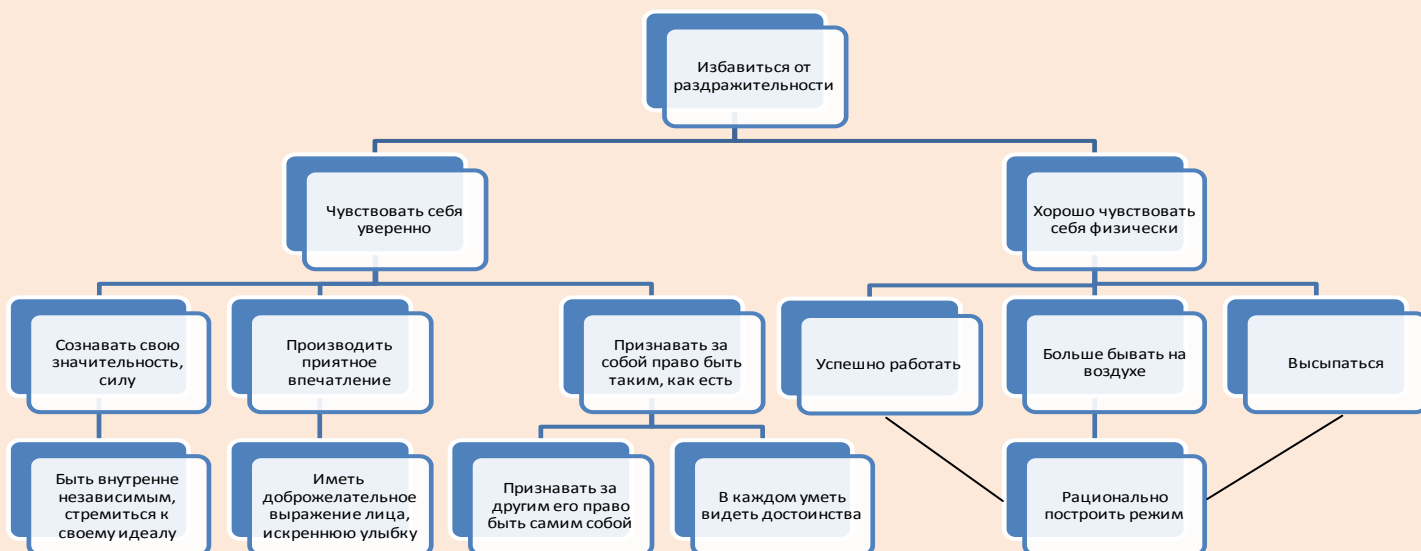 Избавиться от
раздражительности
Чувствовать себя
уверенно
Хорошо чувствовать
себя физически
Сознавать свою
значительность,
силу
Производить
приятное
впечатление
Признавать за
собой право быть
таким, как есть
Успешно работать
Больше бывать на
воздухе
Высыпаться
Быть внутренне
независимым,
стремиться к
своему идеалу
Иметь
доброжелательное
выражение лица,
искреннюю улыбку
Признавать за
другим его право
быть самим собой
В каждом уметь
видеть достоинства
Рационально
построить режим